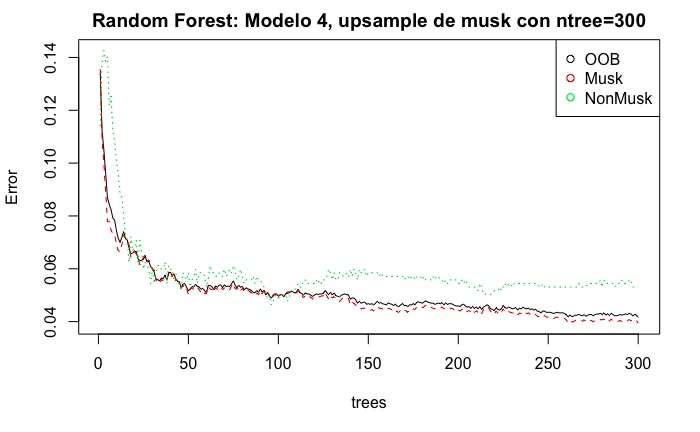 Random Forest: Modelo 4, upsample de musk con ntree=300
0.14
0.12
0.10
0.08
0.06
0.04
Error
OOB
Musk
NonMusk
0 50 100 150 200 250 300
trees